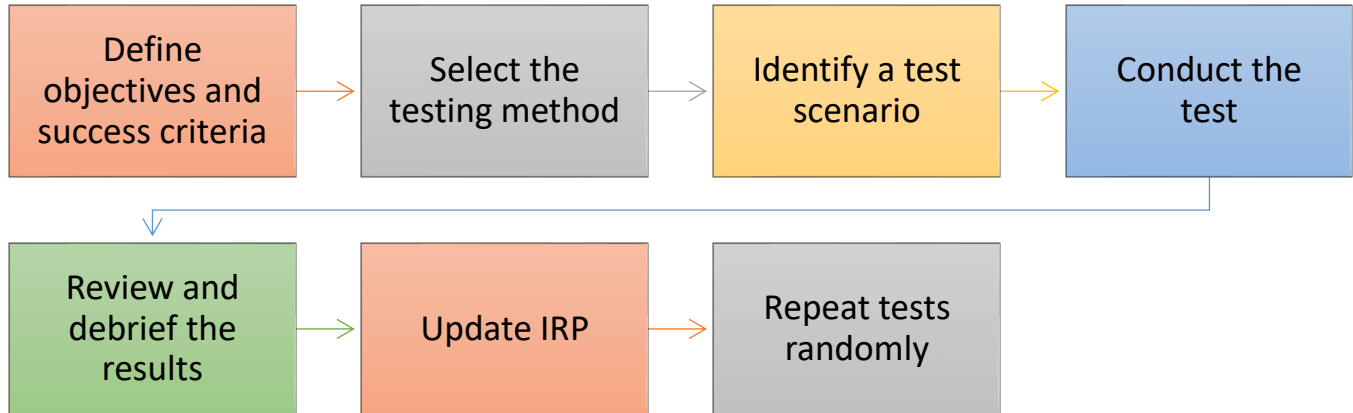 Define
objectives and
success criteria
Select the
testing method
Identify a test
scenario
Conduct the
test
Review and
debrief the
results
Update IRP
Repeat tests
randomly